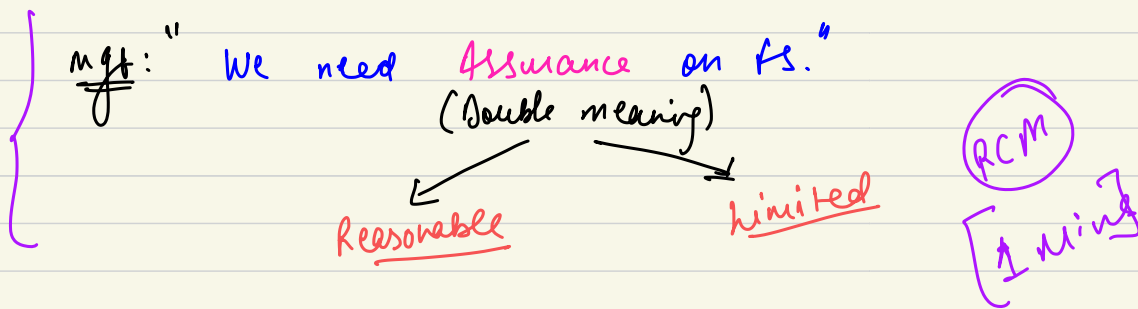 mgt: " We need Assurance on fs. "
(Double meaning)
Reasonable
Limited
RCM
[1 Min]